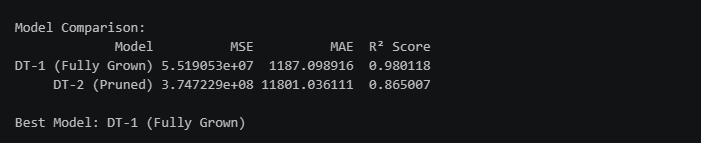 Model Comparison:
Model MSE MAE R² Score
DT-1 (Fully Grown) 5.519053e+07 1187.098916 0.980118
DT-2 (Pruned) 3.747229e+08 11801.036111 0.865007
Best Model: DT-1 (Fully Grown)